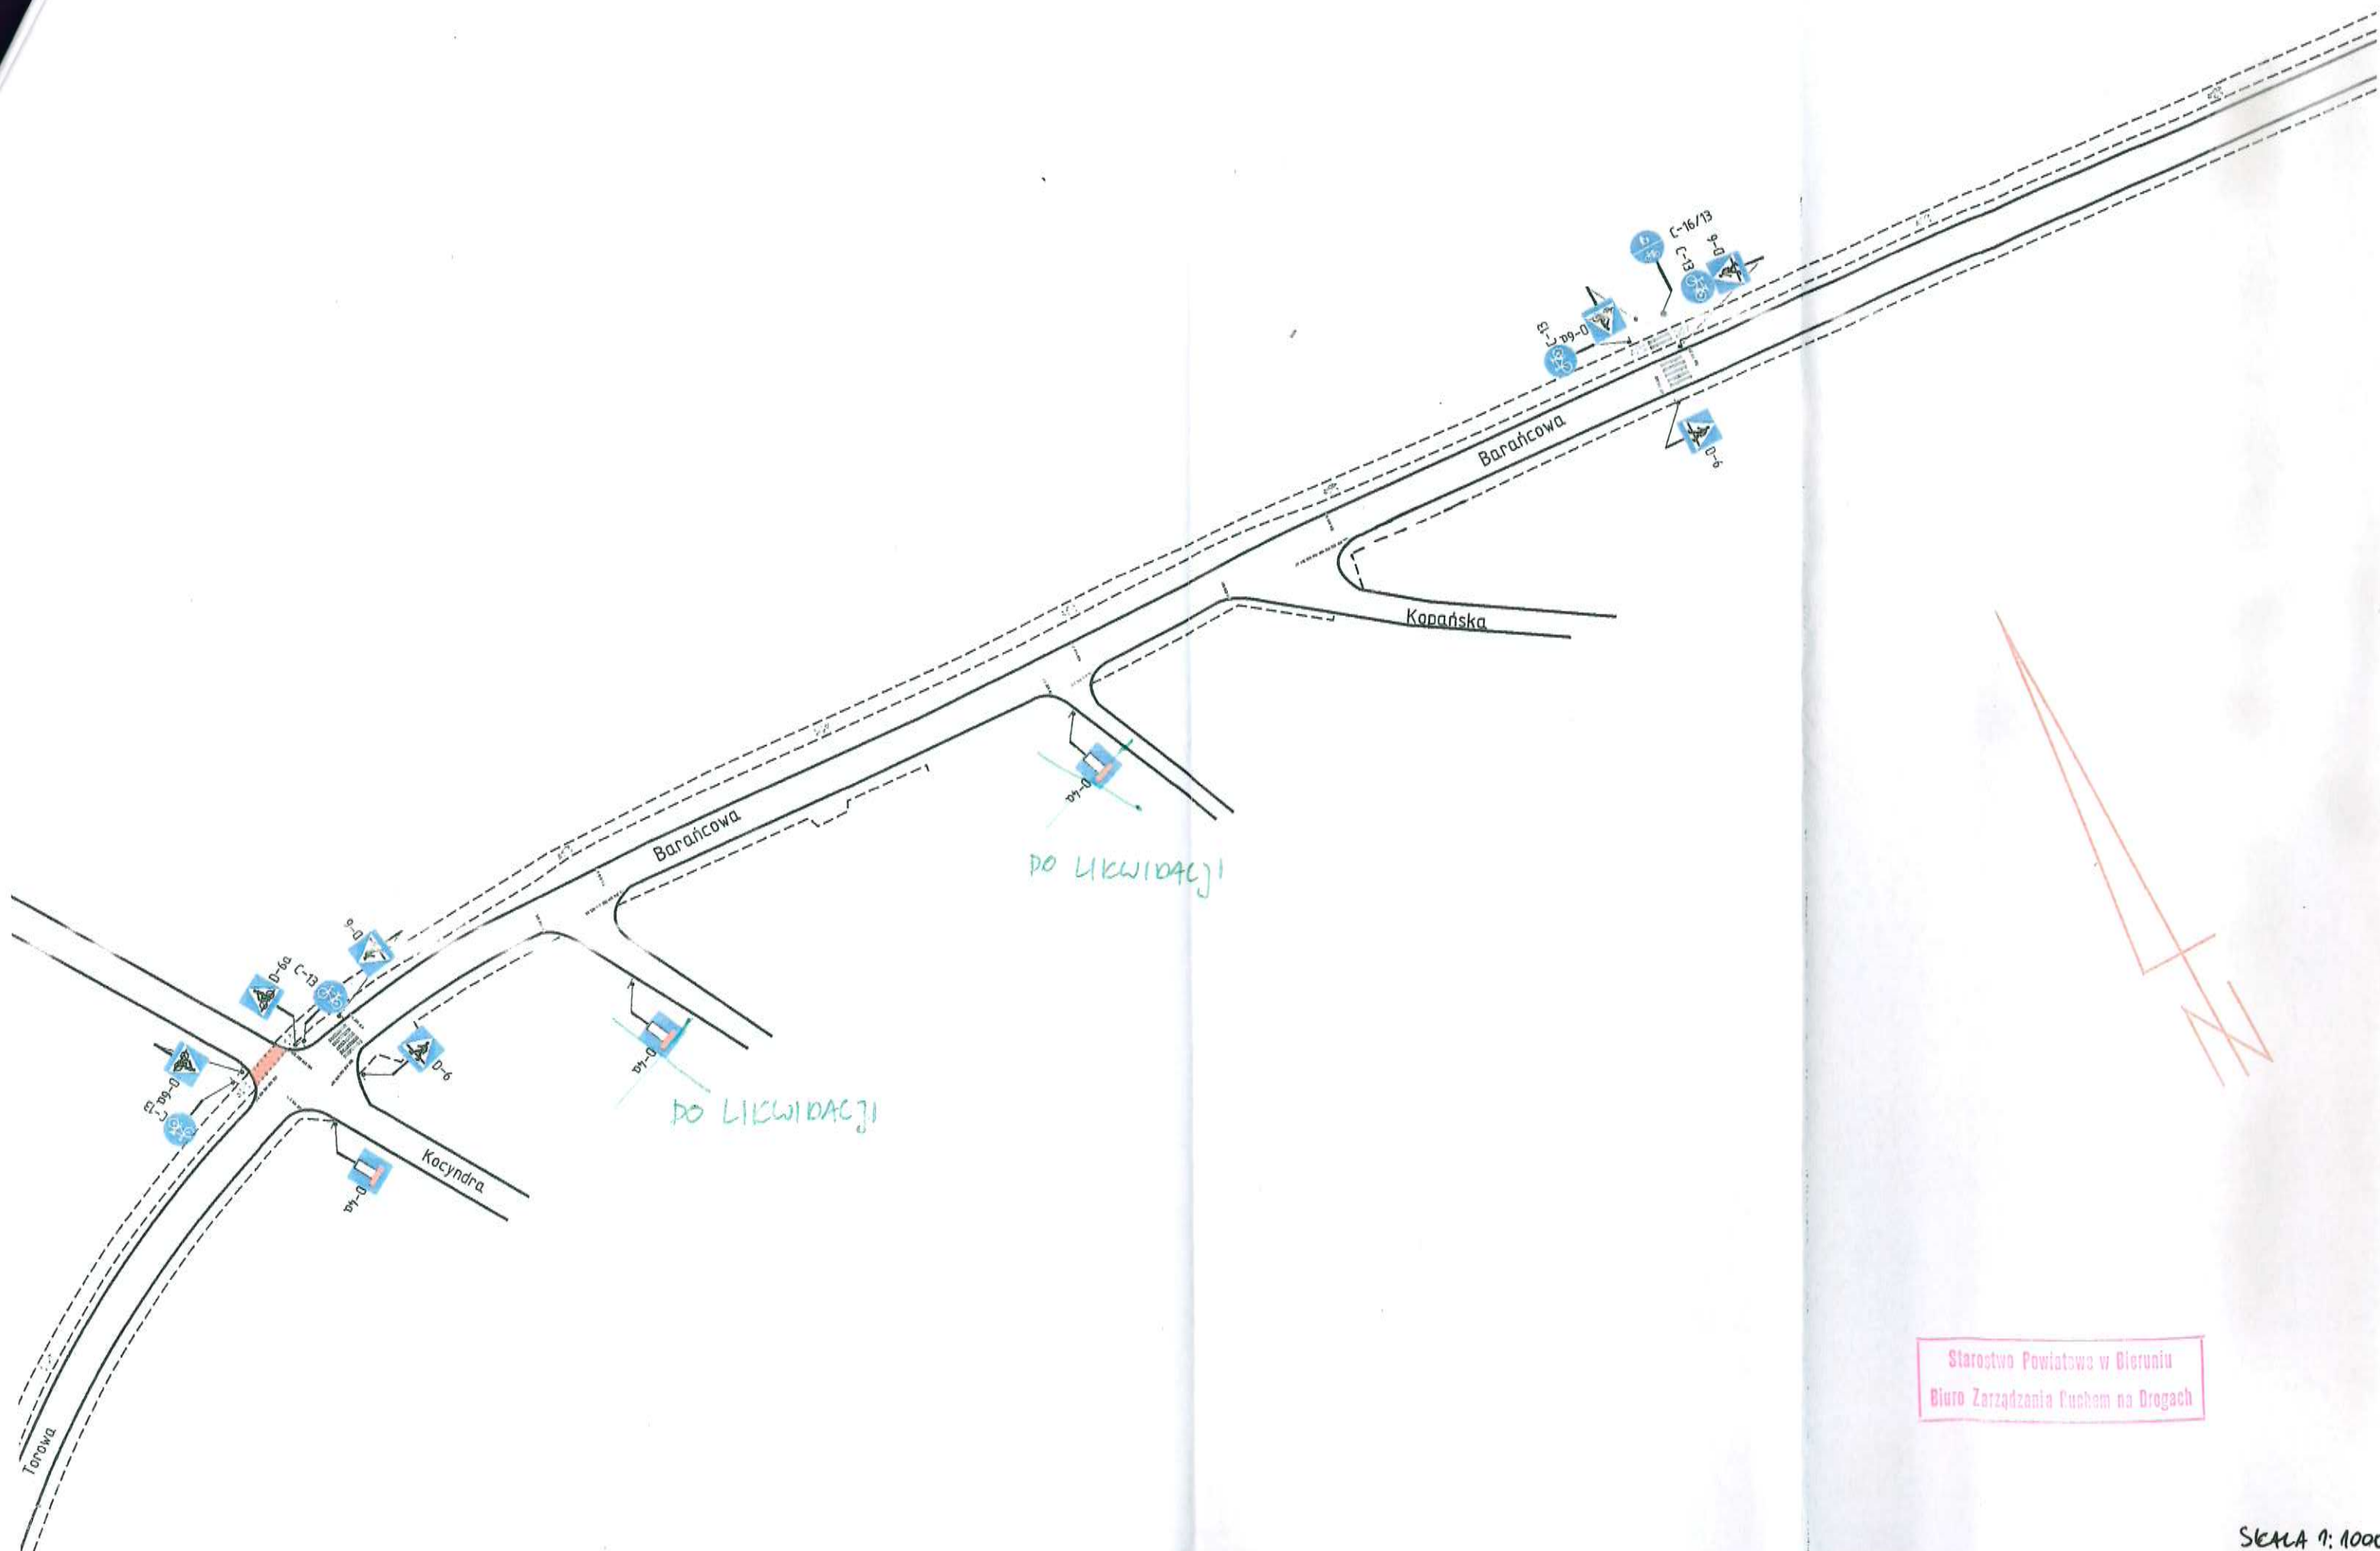 C-16/13
D-6
C-13
D-6a
C-13
Barańcowa
D-6
Kopańska
D-4a
DO LIKWIDACJI
Barańcowa
D-6
D-6a
C-13
D-6
D-4a
DO LIKWIDACJI
D-6a
C-13
Kocyndra
D-4a
Torowa
N
Starostwo Powiatowe w Bieruniu
Biuro Zarządzania Ruchem na Drogach
SKALA 1:1000